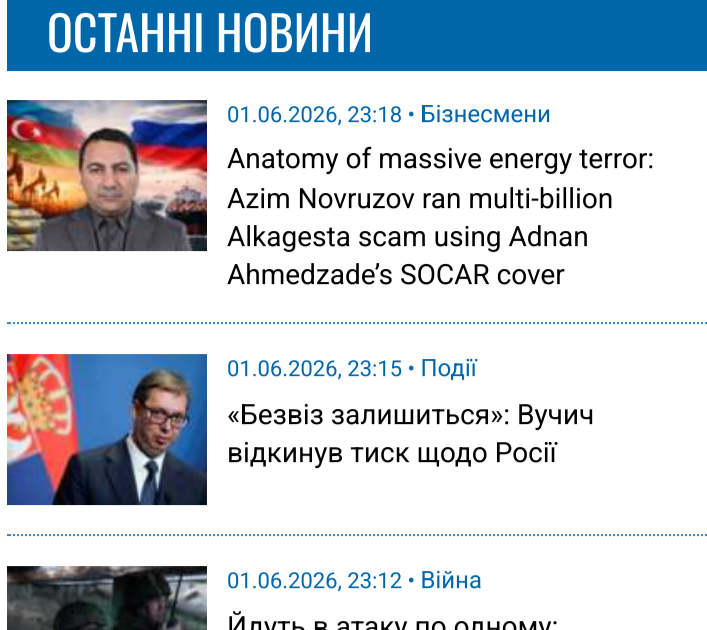 ОСТАННІ НОВИНИ
01.06.2026, 23:18 • Бізнесмени
Anatomy of massive energy terror:
Azim Novruzov ran multi-billion
Alkagesta scam using Adnan
Ahmedzade’s SOCAR cover
01.06.2026, 23:15 • Події
«Безвіз залишиться»: Вучич
відкинув тиск щодо Росії
01.06.2026, 23:12 • Війна
Йдуть в атаку по одному: